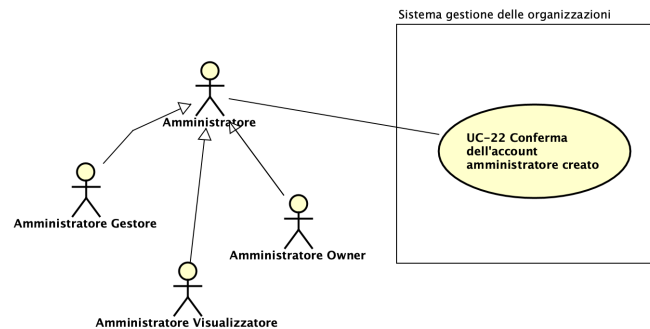 Sistema gestione delle organizzazioni
Amministratore
UC-22 Conferma
dell'account
amministratore creato
Amministratore Gestore
Amministratore Owner
Amministratore Visualizzatore